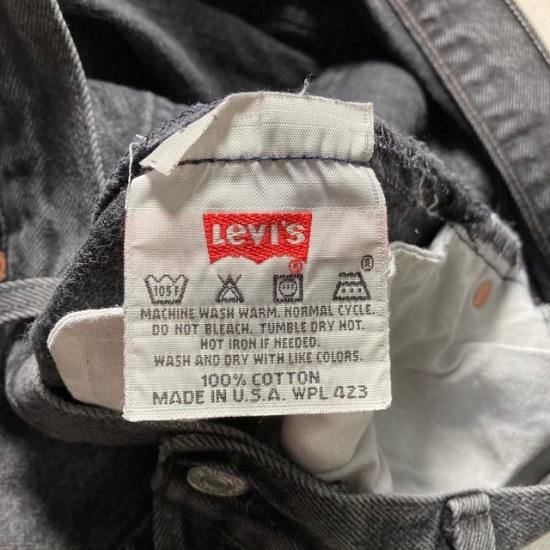 Levi's
®
105F
®
MACHINE WASH WARM. NORMAL CYCLE.
DO NOT BLEACH. TUMBLE DRY HOT.
HOT IRON IF NEEDED.
WASH AND DRY WITH LIKE COLORS.
100% COTTON
MADE IN U.S.A. WPL 423